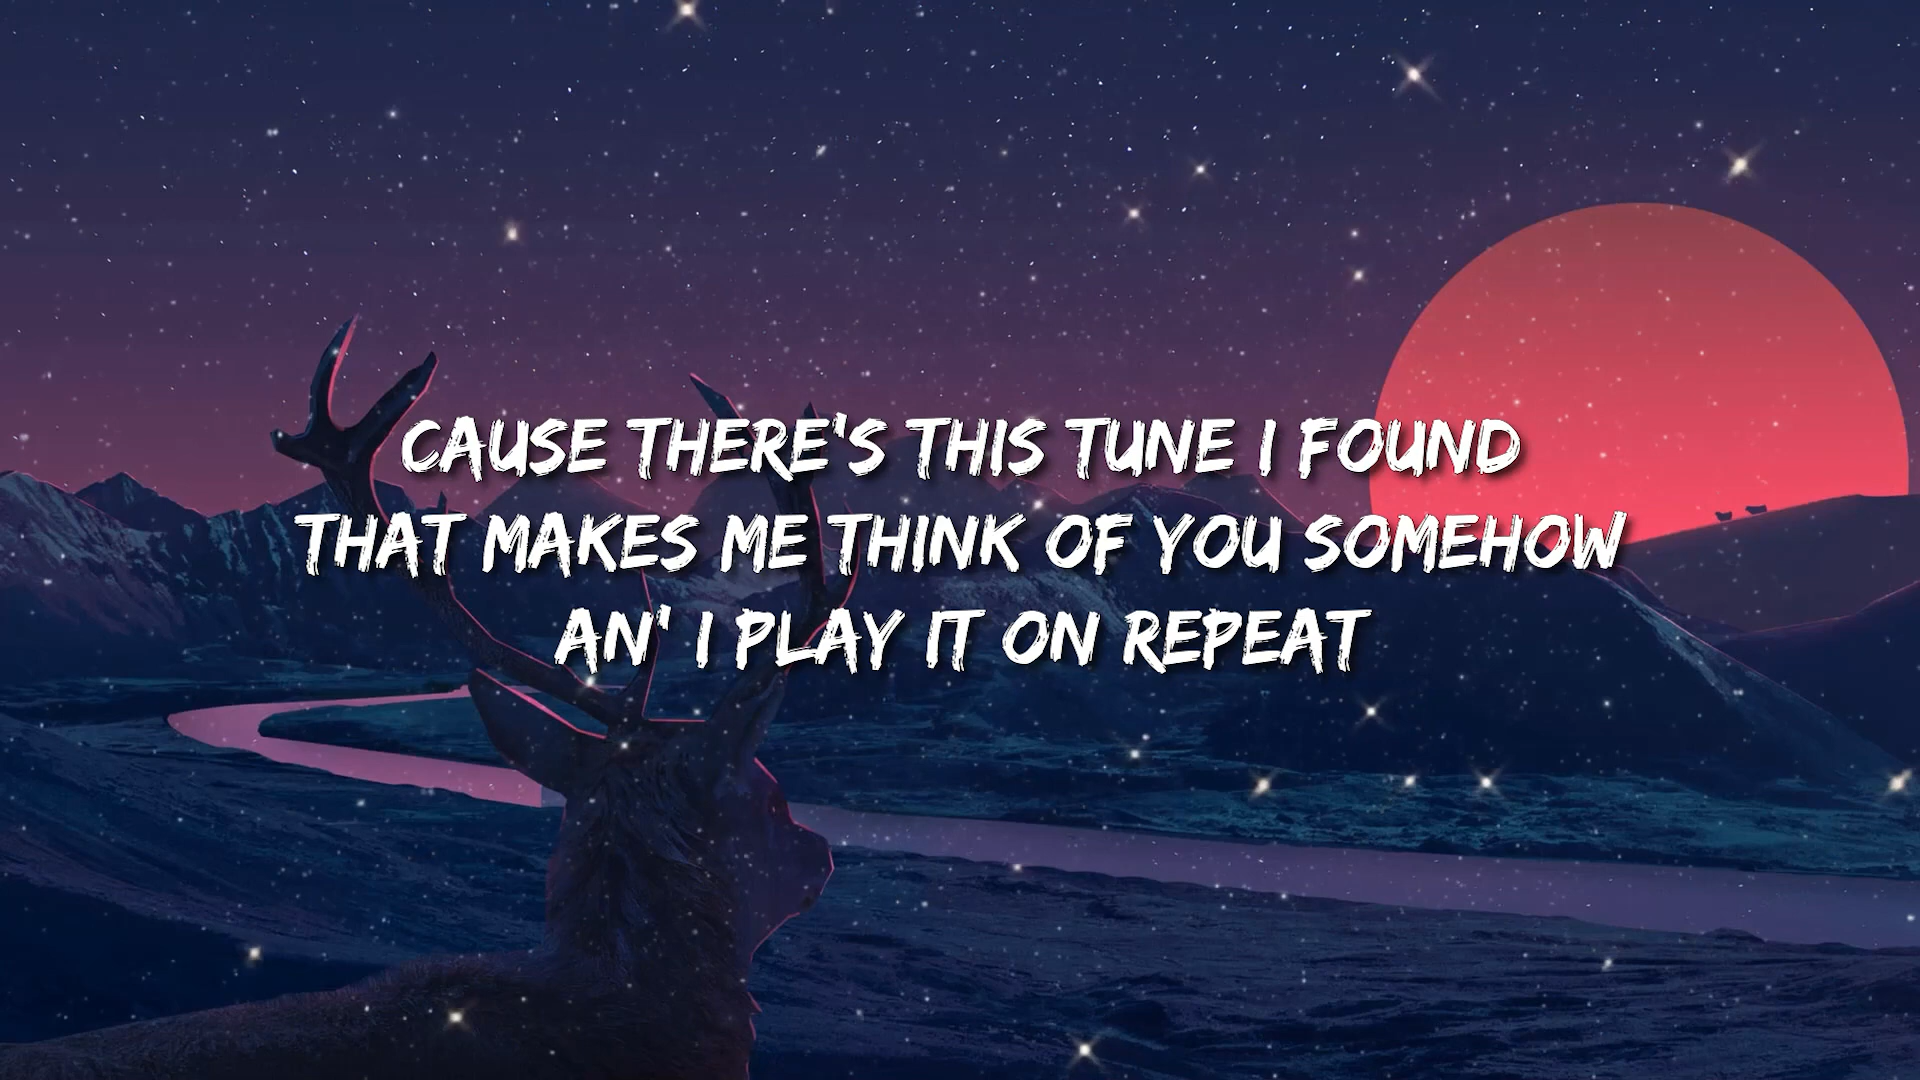 CAUSE THERE'S THIS TUNE I FOUND
THAT MAKES ME THINK OF YOU SOMEHOW
AN' I PLAY IT ON REPEAT